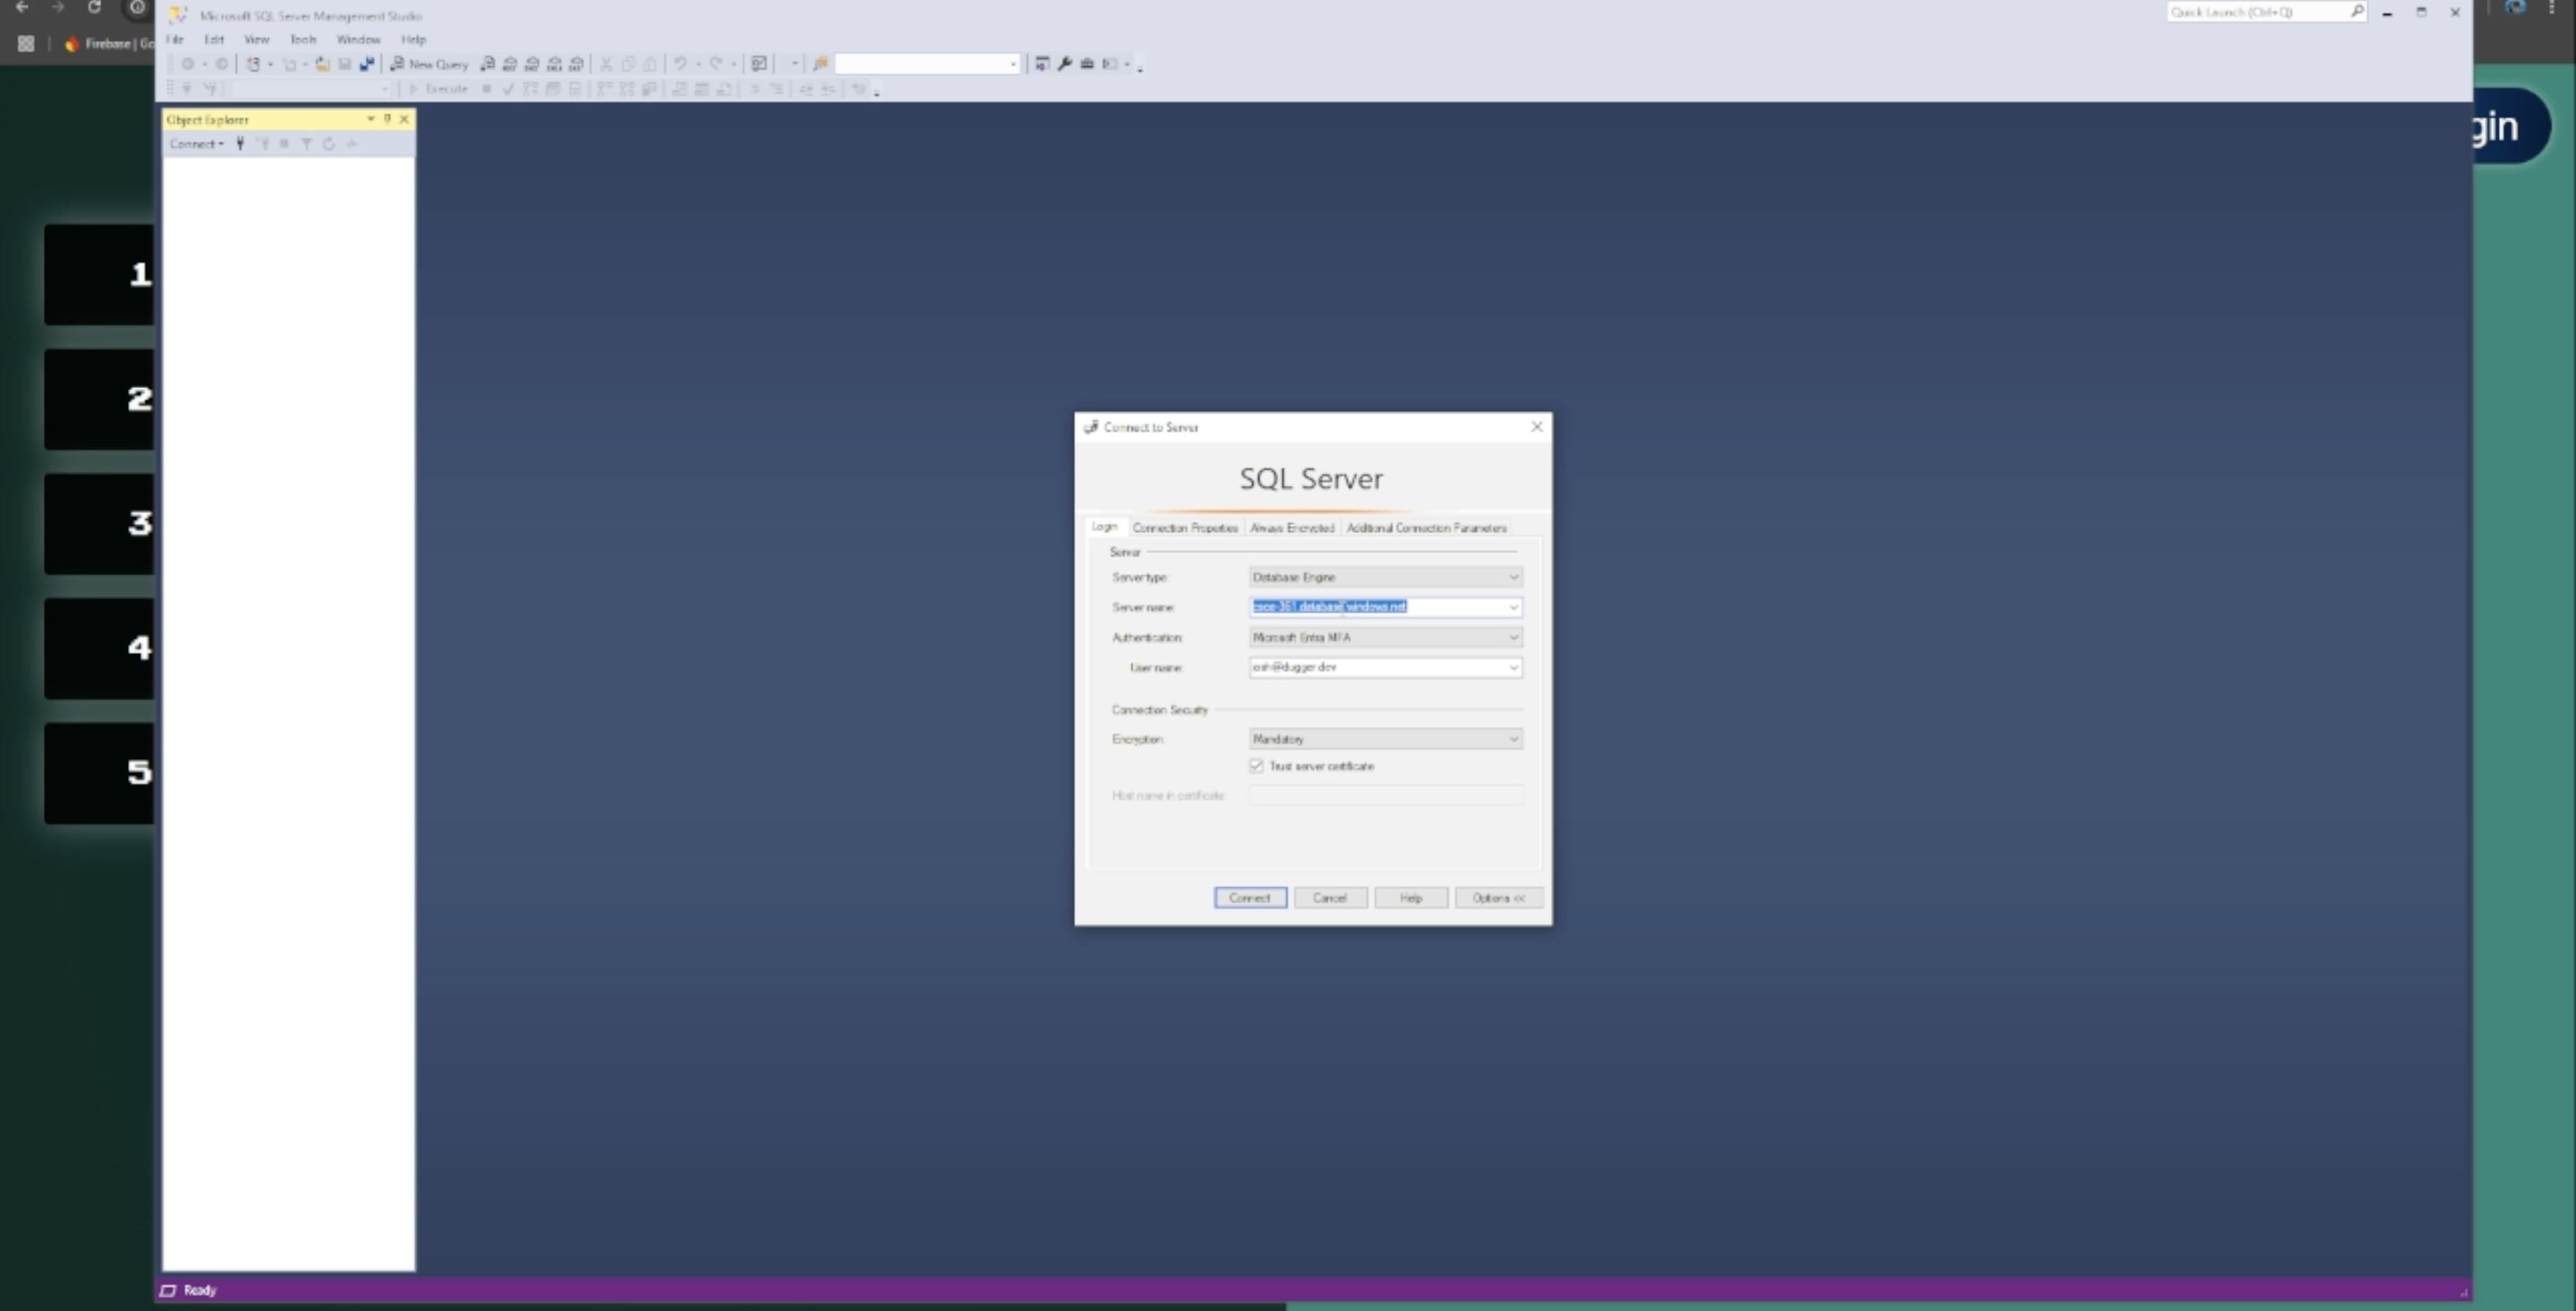 Microsoft SQL Server Management Studio
Quick Launch (Ctrl+Q)
Firebase | Go
File Edit View Tools Window Help
New Query
Execute
Object Explorer
Connect
gin
1
2
3
4
5
Connect to Server
SQL Server
Login Connection Properties Always Encrypted Additional Connection Parameters
Server
Server type: Database Engine
Server name: csce-361.database.windows.net
Authentication: Microsoft Entra MFA
User name: osh@dugger.dev
Connection Security
Encryption: Mandatory
Trust server certificate
Host name in certificate:
Connect Cancel Help Options <<
Ready